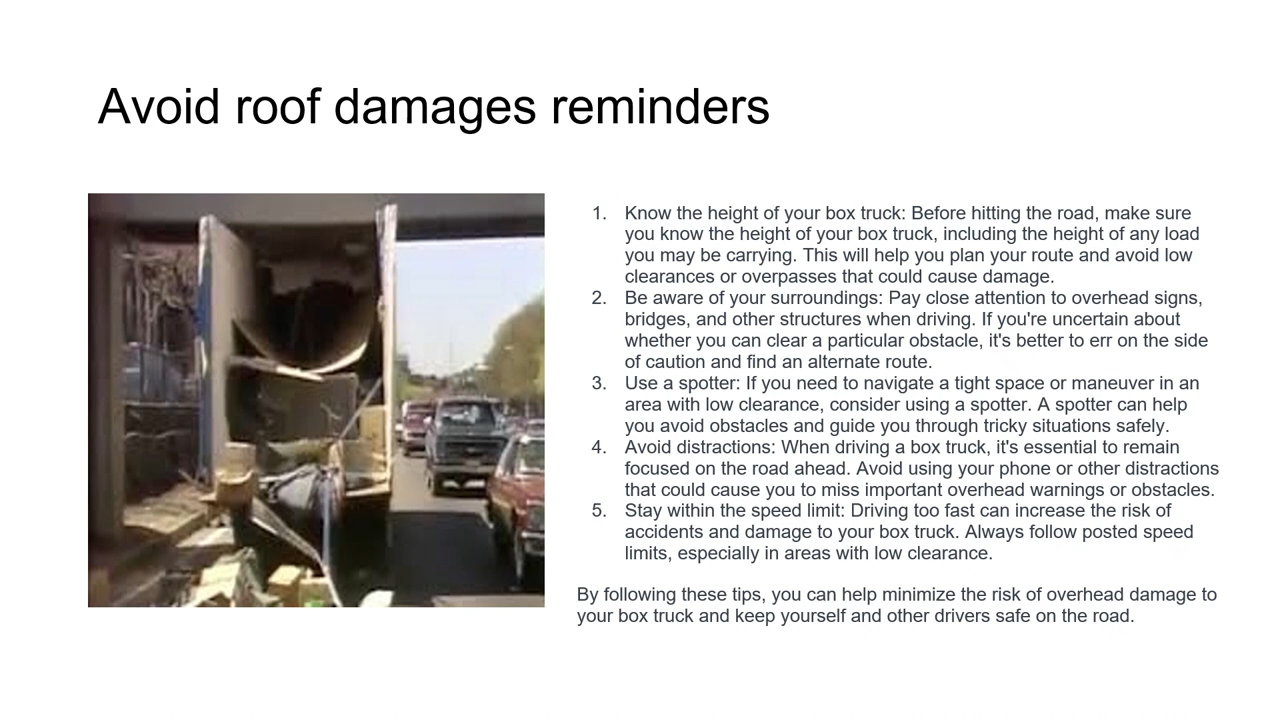 Avoid roof damages reminders
1. Know the height of your box truck: Before hitting the road, make sure
you know the height of your box truck, including the height of any load
you may be carrying. This will help you plan your route and avoid low
clearances or overpasses that could cause damage.
2. Be aware of your surroundings: Pay close attention to overhead signs,
bridges, and other structures when driving. If you're uncertain about
whether you can clear a particular obstacle, it's better to err on the side
of caution and find an alternate route.
3. Use a spotter: If you need to navigate a tight space or maneuver in an
area with low clearance, consider using a spotter. A spotter can help
you avoid obstacles and guide you through tricky situations safely.
4. Avoid distractions: When driving a box truck, it's essential to remain
focused on the road ahead. Avoid using your phone or other distractions
that could cause you to miss important overhead warnings or obstacles.
5. Stay within the speed limit: Driving too fast can increase the risk of
accidents and damage to your box truck. Always follow posted speed
limits, especially in areas with low clearance.
By following these tips, you can help minimize the risk of overhead damage to
your box truck and keep yourself and other drivers safe on the road.